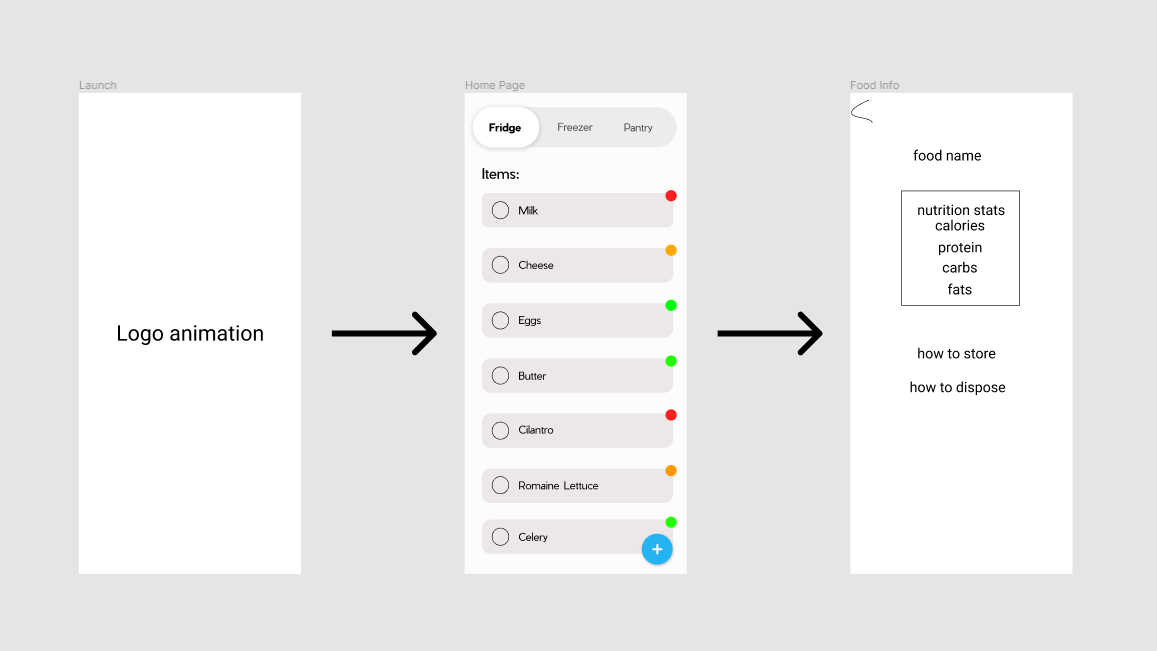 Launch
Logo animation
Home Page
Fridge
Freezer
Pantry
Items:
Milk
Cheese
Eggs
Butter
Cilantro
Romaine Lettuce
Celery
+
Food Info
food name
nutrition stats
calories
protein
carbs
fats
how to store
how to dispose